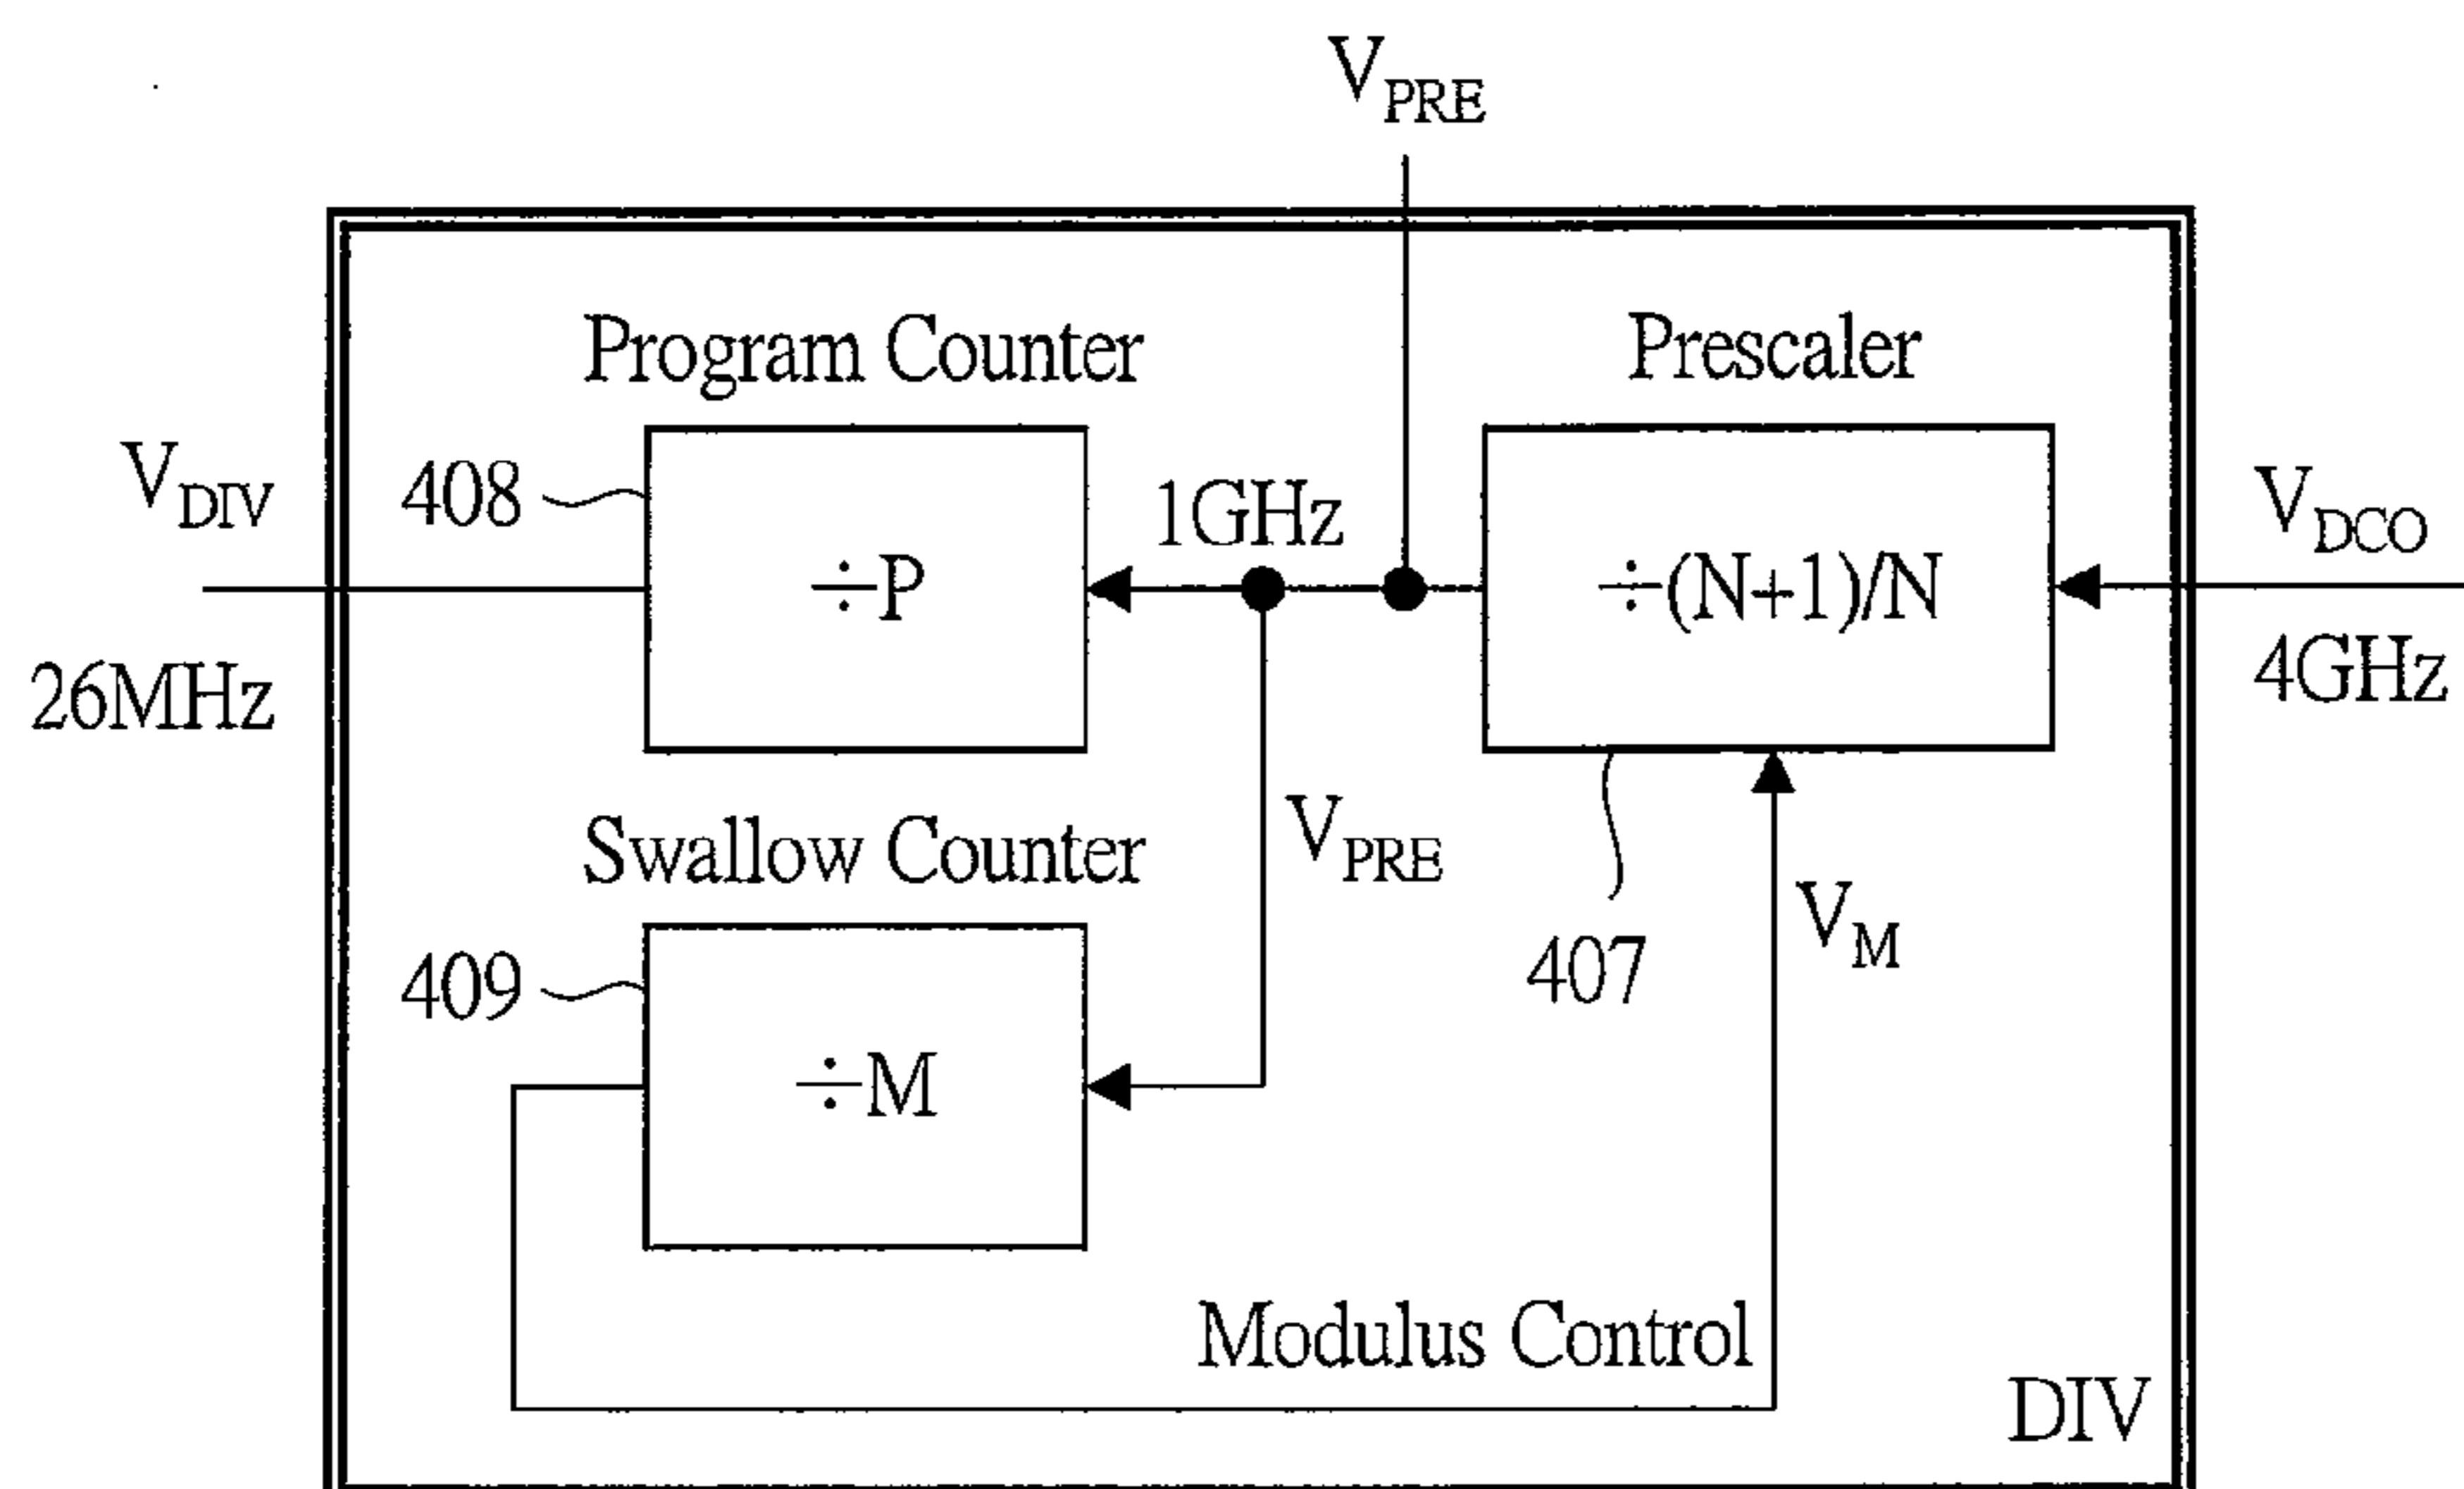 V_PRE
Program Counter
Prescaler
V_DIV
408
1GHz
V_DCO
÷P
÷(N+1)/N
26MHz
4GHz
Swallow Counter
V_PRE
V_M
409
407
÷M
Modulus Control
DIV